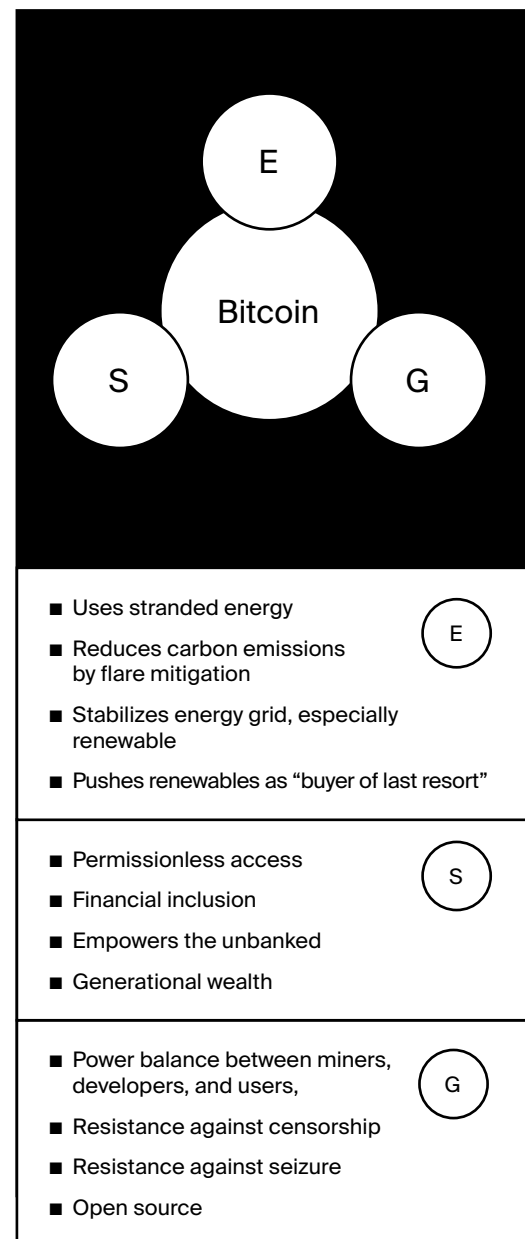 E
Bitcoin
S
G
■ Uses stranded energy
E
■ Reduces carbon emissions
by flare mitigation
■ Stabilizes energy grid, especially
renewable
■ Pushes renewables as “buyer of last resort”
■ Permissionless access
S
■ Financial inclusion
■ Empowers the unbanked
■ Generational wealth
■ Power balance between miners,
developers, and users,
G
■ Resistance against censorship
■ Resistance against seizure
■ Open source